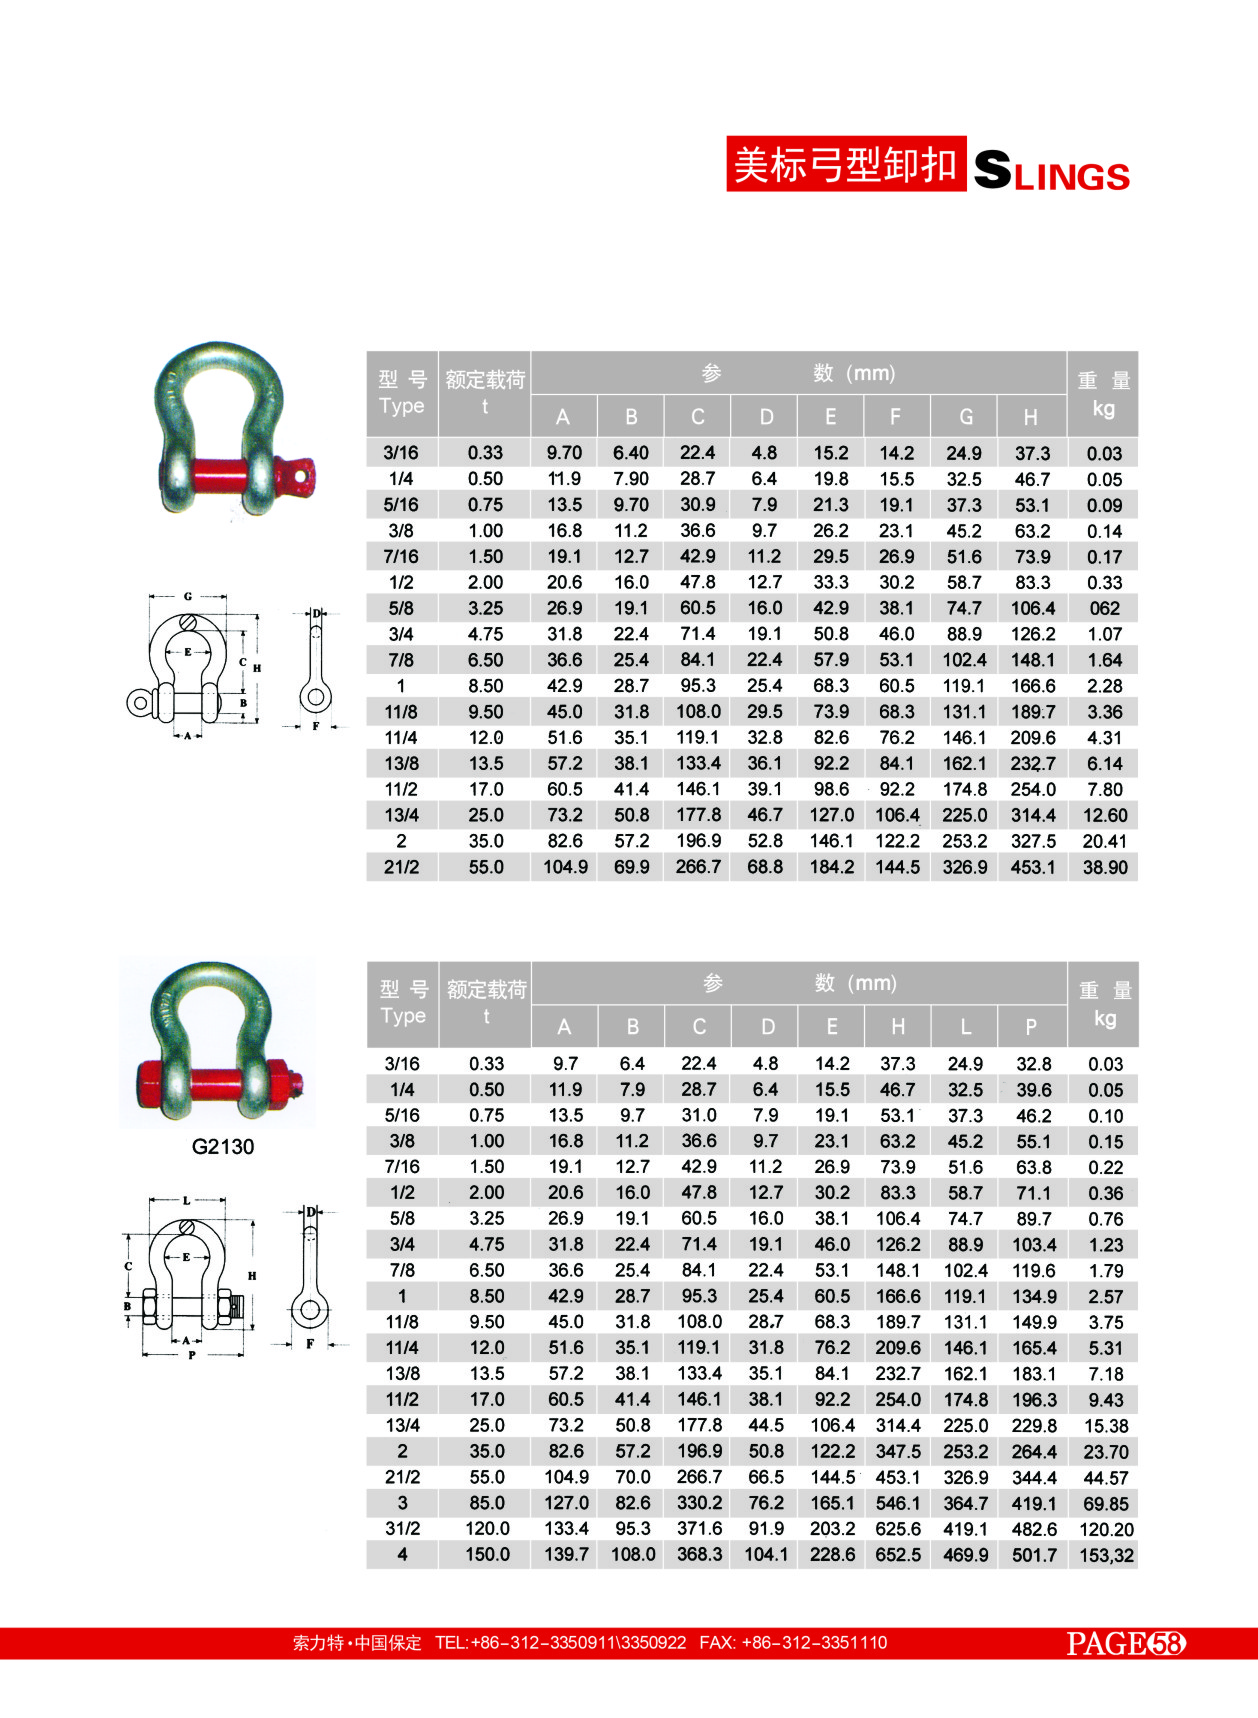 美标弓型卸扣 SLINGS
型 号 额定载荷 参 数 (mm) 重 量
Type t A B C D E F G H kg
3/16 0.33 9.70 6.40 22.4 4.8 15.2 14.2 24.9 37.3 0.03
1/4 0.50 11.9 7.90 28.7 6.4 19.8 15.5 32.5 46.7 0.05
5/16 0.75 13.5 9.70 30.9 7.9 21.3 19.1 37.3 53.1 0.09
3/8 1.00 16.8 11.2 36.6 9.7 26.2 23.1 45.2 63.2 0.14
7/16 1.50 19.1 12.7 42.9 11.2 29.5 26.9 51.6 73.9 0.17
1/2 2.00 20.6 16.0 47.8 12.7 33.3 30.2 58.7 83.3 0.33
5/8 3.25 26.9 19.1 60.5 16.0 42.9 38.1 74.7 106.4 062
3/4 4.75 31.8 22.4 71.4 19.1 50.8 46.0 88.9 126.2 1.07
7/8 6.50 36.6 25.4 84.1 22.4 57.9 53.1 102.4 148.1 1.64
1 8.50 42.9 28.7 95.3 25.4 68.3 60.5 119.1 166.6 2.28
11/8 9.50 45.0 31.8 108.0 29.5 73.9 68.3 131.1 189.7 3.36
11/4 12.0 51.6 35.1 119.1 32.8 82.6 76.2 146.1 209.6 4.31
13/8 13.5 57.2 38.1 133.4 36.1 92.2 84.1 162.1 232.7 6.14
11/2 17.0 60.5 41.4 146.1 39.1 98.6 92.2 174.8 254.0 7.80
13/4 25.0 73.2 50.8 177.8 46.7 127.0 106.4 225.0 314.4 12.60
2 35.0 82.6 57.2 196.9 52.8 146.1 122.2 253.2 327.5 20.41
21/2 55.0 104.9 69.9 266.7 68.8 184.2 144.5 326.9 453.1 38.90
G
D
E
C
H
B
F
A
型 号 额定载荷 参 数 (mm) 重 量
Type t A B C D E H L P kg
3/16 0.33 9.7 6.4 22.4 4.8 14.2 37.3 24.9 32.8 0.03
1/4 0.50 11.9 7.9 28.7 6.4 15.5 46.7 32.5 39.6 0.05
5/16 0.75 13.5 9.7 31.0 7.9 19.1 53.1 37.3 46.2 0.10
3/8 1.00 16.8 11.2 36.6 9.7 23.1 63.2 45.2 55.1 0.15
7/16 1.50 19.1 12.7 42.9 11.2 26.9 73.9 51.6 63.8 0.22
1/2 2.00 20.6 16.0 47.8 12.7 30.2 83.3 58.7 71.1 0.36
5/8 3.25 26.9 19.1 60.5 16.0 38.1 106.4 74.7 89.7 0.76
3/4 4.75 31.8 22.4 71.4 19.1 46.0 126.2 88.9 103.4 1.23
7/8 6.50 36.6 25.4 84.1 22.4 53.1 148.1 102.4 119.6 1.79
1 8.50 42.9 28.7 95.3 25.4 60.5 166.6 119.1 134.9 2.57
11/8 9.50 45.0 31.8 108.0 28.7 68.3 189.7 131.1 149.9 3.75
11/4 12.0 51.6 35.1 119.1 31.8 76.2 209.6 146.1 165.4 5.31
13/8 13.5 57.2 38.1 133.4 35.1 84.1 232.7 162.1 183.1 7.18
11/2 17.0 60.5 41.4 146.1 38.1 92.2 254.0 174.8 196.3 9.43
13/4 25.0 73.2 50.8 177.8 44.5 106.4 314.4 225.0 229.8 15.38
2 35.0 82.6 57.2 196.9 50.8 122.2 347.5 253.2 264.4 23.70
21/2 55.0 104.9 70.0 266.7 66.5 144.5 453.1 326.9 344.4 44.57
3 85.0 127.0 82.6 330.2 76.2 165.1 546.1 364.7 419.1 69.85
31/2 120.0 133.4 95.3 371.6 91.9 203.2 625.6 419.1 482.6 120.20
4 150.0 139.7 108.0 368.3 104.1 228.6 652.5 469.9 501.7 153,32
G2130
L
D
E
C
H
B
A
F
P
索力特·中国保定 TEL:+86-312-3350911\3350922 FAX: +86-312-3351110 PAGE 58